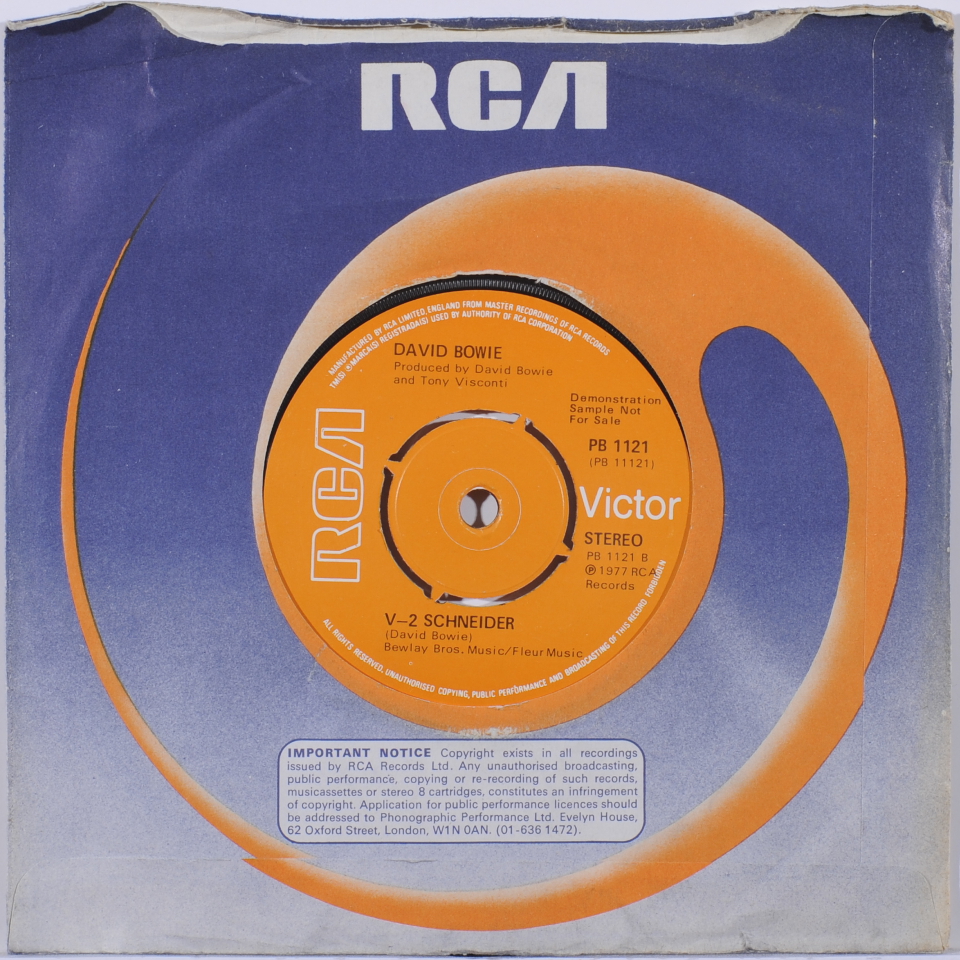 RCA
MANUFACTURED BY RCA LIMITED, ENGLAND FROM MASTER RECORDINGS OF RCA RECORDS
TM(S) ® MARCA(S) REGISTRADA(S) USED BY AUTHORITY OF RCA CORPORATION
DAVID BOWIE
Produced by David Bowie
and Tony Visconti
Demonstration
Sample Not
For Sale
PB 1121
(PB 11121)
RCA
Victor
STEREO
PB 1121 B
℗ 1977 RCA
Records
V–2 SCHNEIDER
(David Bowie)
Bewlay Bros. Music/Fleur Music
ALL RIGHTS RESERVED, UNAUTHORISED COPYING, PUBLIC PERFORMANCE AND BROADCASTING OF THIS RECORD FORBIDDEN
IMPORTANT NOTICE Copyright exists in all recordings
issued by RCA Records Ltd. Any unauthorised broadcasting,
public performance, copying or re-recording of such records,
musicassettes or stereo 8 cartridges, constitutes an infringement
of copyright. Application for public performance licences should
be addressed to Phonographic Performance Ltd. Evelyn House,
62 Oxford Street, London, W1N 0AN. (01-636 1472).